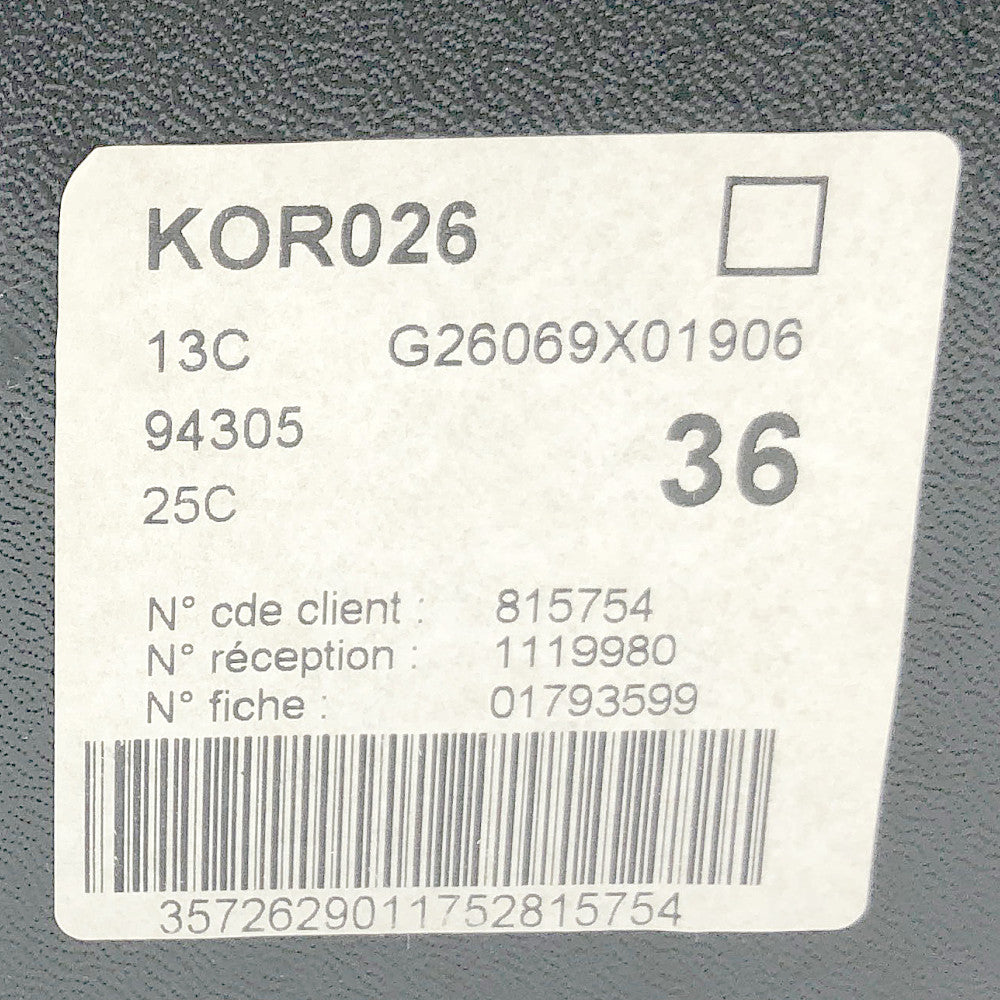 KOR026
13C G26069X01906
94305
36
25C
N° cde client : 815754
N° réception : 1119980
N° fiche : 01793599
3572629011752815754